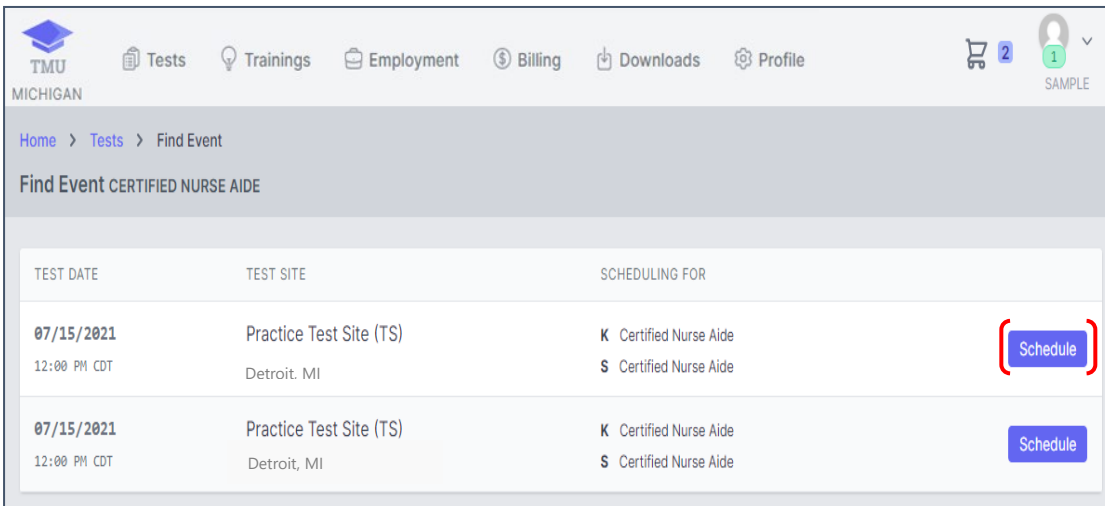 TMU
MICHIGAN
Tests
Trainings
Employment
Billing
Downloads
Profile
2
1
SAMPLE
Home > Tests > Find Event
Find Event CERTIFIED NURSE AIDE
TEST DATE TEST SITE SCHEDULING FOR
07/15/2021 Practice Test Site (TS) K Certified Nurse Aide
Schedule
12:00 PM CDT Detroit. MI S Certified Nurse Aide
07/15/2021 Practice Test Site (TS) K Certified Nurse Aide
Schedule
12:00 PM CDT Detroit, MI S Certified Nurse Aide